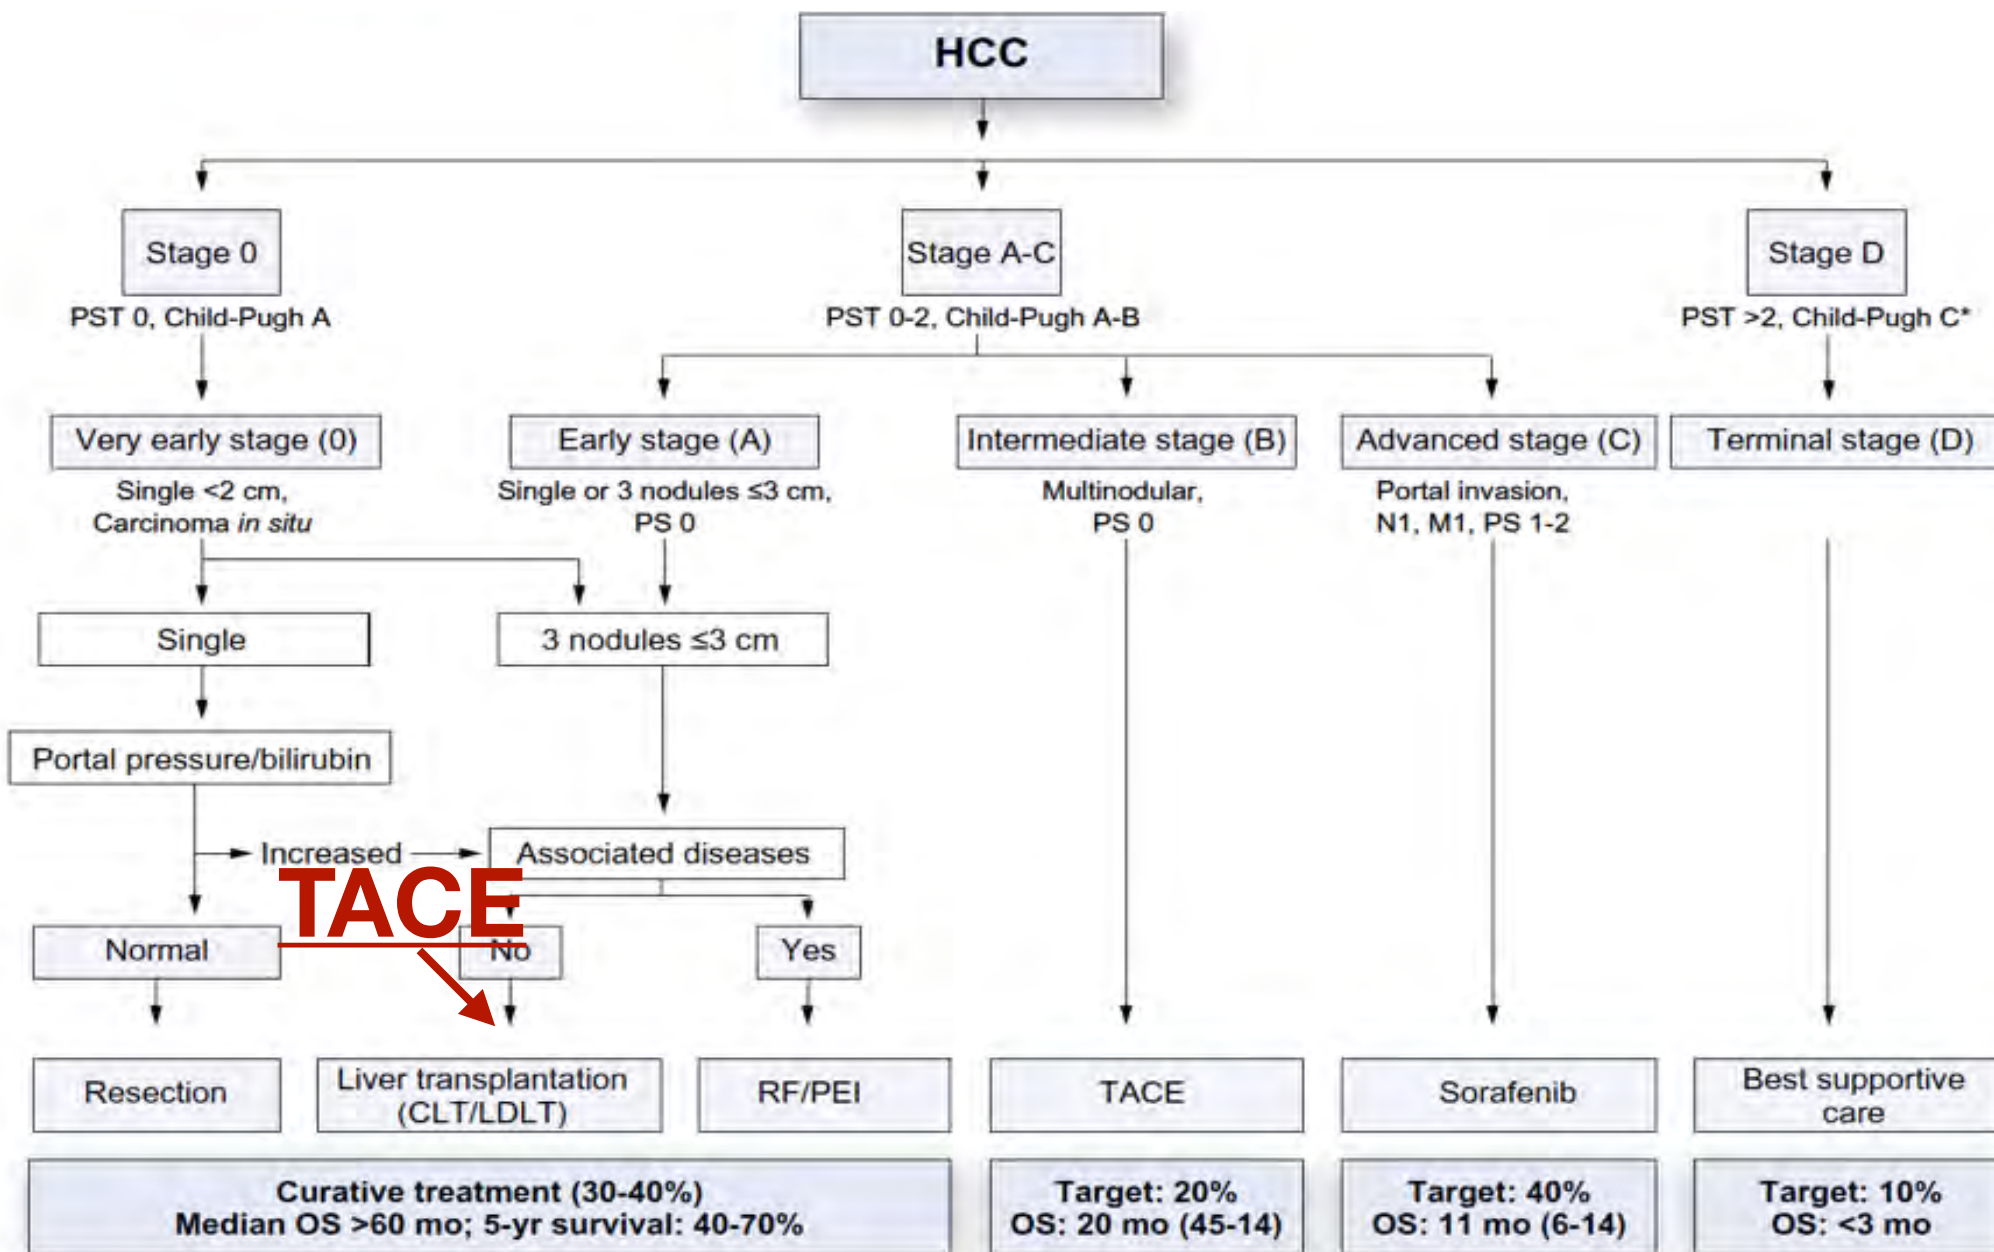 HCC
Stage 0
Stage A-C
Stage D
PST 0, Child-Pugh A
PST 0-2, Child-Pugh A-B
PST >2, Child-Pugh C*
Very early stage (0)
Early stage (A)
Intermediate stage (B)
Advanced stage (C)
Terminal stage (D)
Single <2 cm,
Carcinoma in situ
Single or 3 nodules ≤3 cm,
PS 0
Multinodular,
PS 0
Portal invasion,
N1, M1, PS 1-2
Single
3 nodules ≤3 cm
Portal pressure/bilirubin
Increased
Associated diseases
TACE
Normal
No
Yes
Resection
Liver transplantation
(CLT/LDLT)
RF/PEI
TACE
Sorafenib
Best supportive
care
Curative treatment (30-40%)
Median OS >60 mo; 5-yr survival: 40-70%
Target: 20%
OS: 20 mo (45-14)
Target: 40%
OS: 11 mo (6-14)
Target: 10%
OS: <3 mo